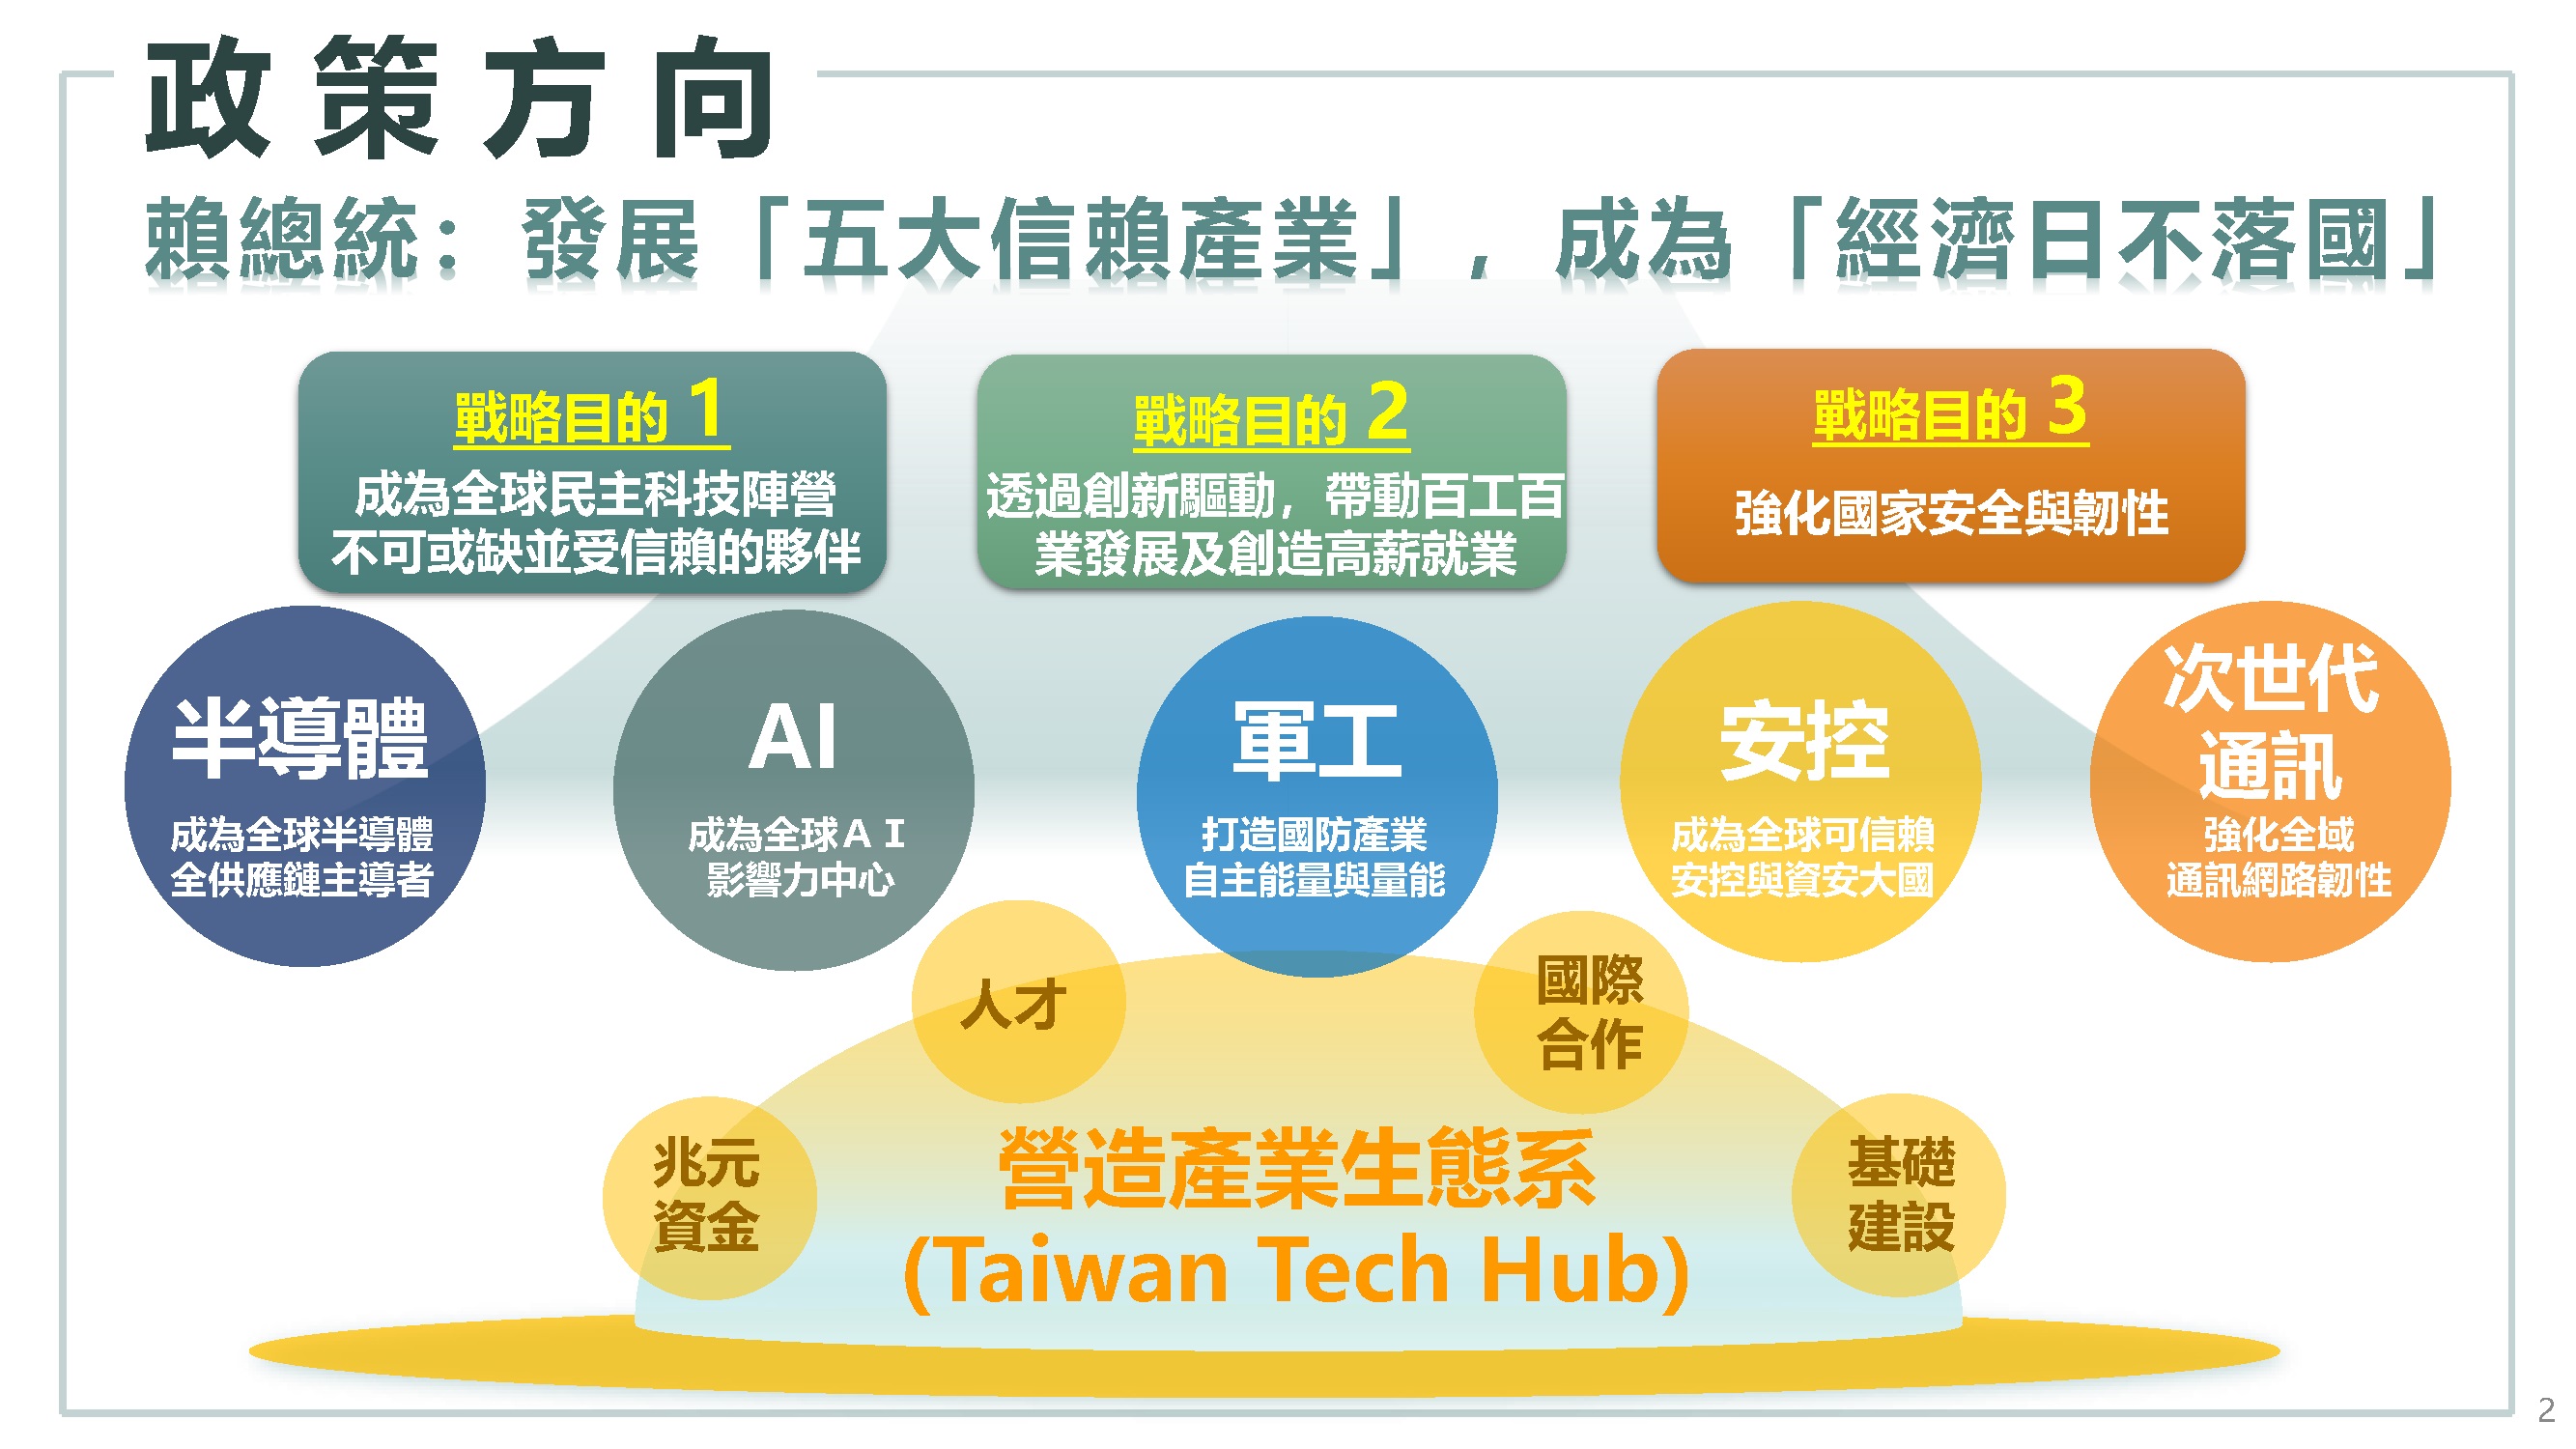 政策方向
賴總統：發展「五大信賴產業」，成為「經濟日不落國」
戰略目的 1
成為全球民主科技陣營
不可或缺並受信賴的夥伴
戰略目的 2
透過創新驅動，帶動百工百
業發展及創造高薪就業
戰略目的 3
強化國家安全與韌性
半導體
成為全球半導體
全供應鏈主導者
AI
成為全球ＡＩ
影響力中心
軍工
打造國防產業
自主能量與量能
安控
成為全球可信賴
安控與資安大國
次世代
通訊
強化全域
通訊網路韌性
人才
國際
合作
兆元
資金
基礎
建設
營造產業生態系
(Taiwan Tech Hub)
2